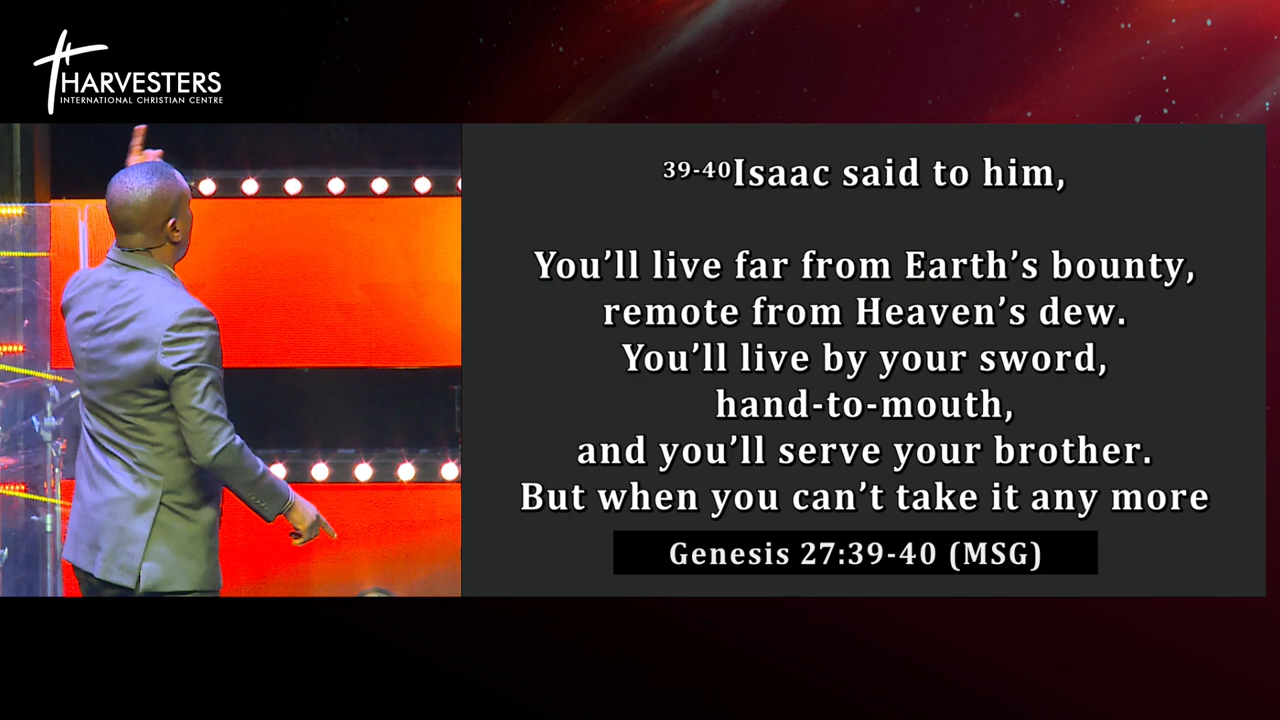 HARVESTERS
INTERNATIONAL CHRISTIAN CENTRE
39-40Isaac said to him,
You’ll live far from Earth’s bounty,
remote from Heaven’s dew.
You’ll live by your sword,
hand-to-mouth,
and you’ll serve your brother.
But when you can’t take it any more
Genesis 27:39-40 (MSG)